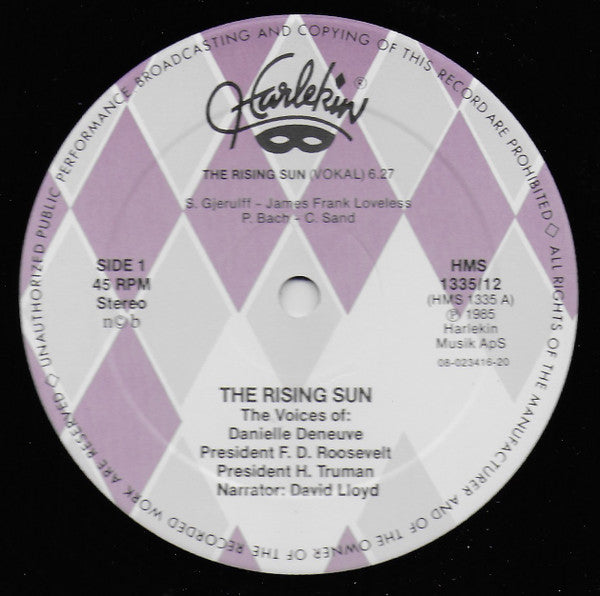 Harlekin ®
THE RISING SUN (VOKAL) 6.27
S. Gjerulff - James Frank Loveless
P. Bach - C. Sand
SIDE 1
45 RPM
Stereo
n©b
HMS
1335/12
(HMS 1335 A)
℗ 1985
Harlekin
Musik ApS
08-023416-20
THE RISING SUN
The Voices of:
Danielle Deneuve
President F. D. Roosevelt
President H. Truman
Narrator: David Lloyd
UNAUTHORIZED PUBLIC PERFORMANCE BROADCASTING AND COPYING OF THIS RECORD ARE PROHIBITED ◇ ALL RIGHTS OF THE MANUFACTURER AND OF THE OWNER OF THE RECORDED WORK ARE RESERVED ◇